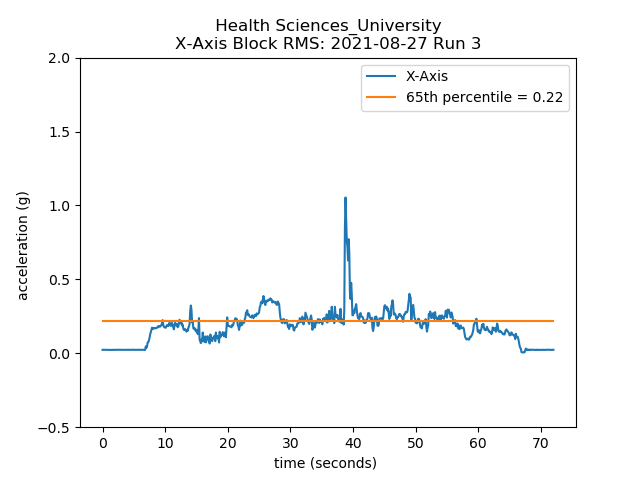 Health Sciences_University
X-Axis Block RMS: 2021-08-27 Run 3
X-Axis
65th percentile = 0.22
2.0
1.5
1.0
0.5
0.0
−0.5
acceleration (g)
0 10 20 30 40 50 60 70
time (seconds)